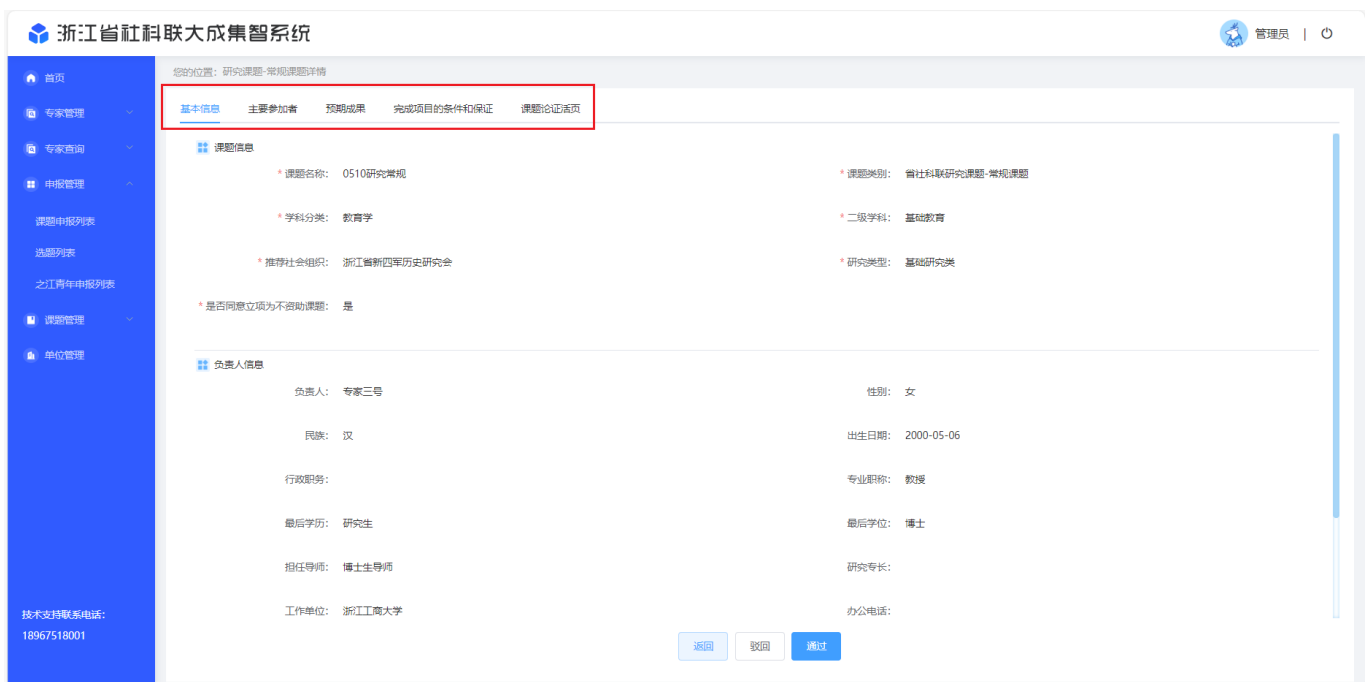 浙江省社科联大成集智系统
管理员 |
首页
专家管理
专家查询
申报管理
课题申报列表
选题列表
之江青年申报列表
课题管理
单位管理
技术支持联系电话：
18967518001
您的位置：研究课题-常规课题详情
基本信息 主要参加者 预期成果 完成项目的条件和保证 课题论证活页
课题信息
* 课题名称： 0510研究常规 * 课题类别： 省社科联研究课题-常规课题
* 学科分类： 教育学 * 二级学科： 基础教育
* 推荐社会组织： 浙江省新四军历史研究会 * 研究类型： 基础研究类
* 是否同意立项为不资助课题： 是
负责人信息
负责人： 专家三号 性别： 女
民族： 汉 出生日期： 2000-05-06
行政职务： 专业职称： 教授
最后学历： 研究生 最后学位： 博士
担任导师： 博士生导师 研究专长：
工作单位： 浙江工商大学 办公电话：
返回 驳回 通过